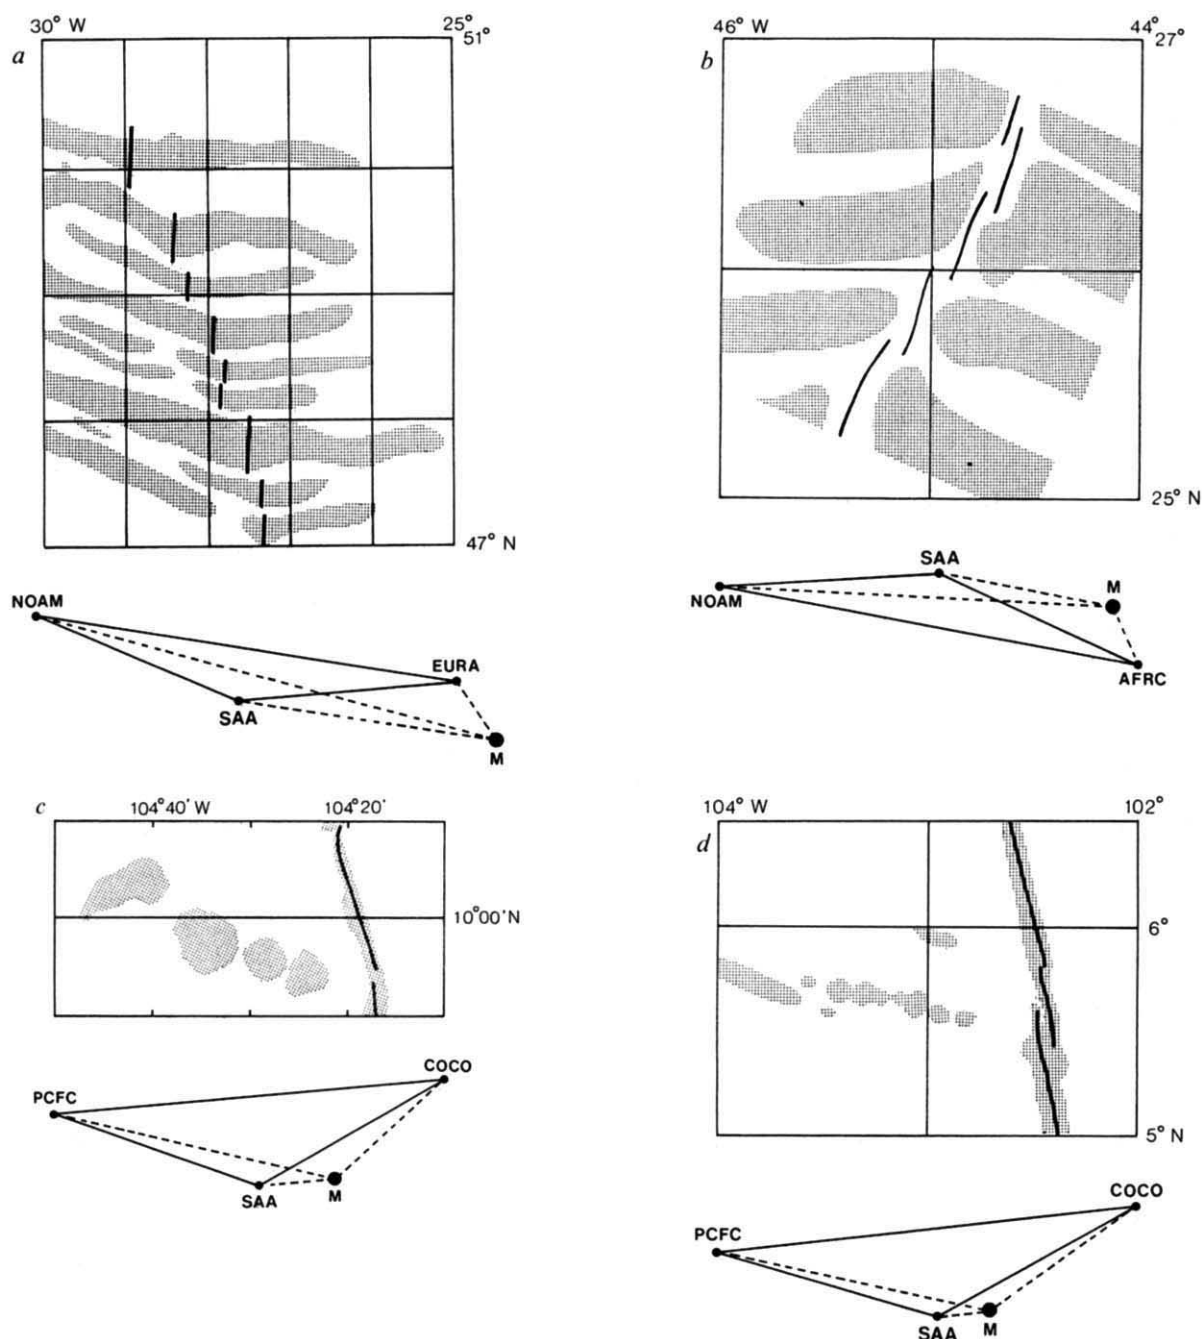 30° W 25°
51°
a
47° N
46° W 44°
27°
b
25° N
NOAM
EURA
SAA
M
SAA
M
NOAM
AFRC
c 104°40' W 104°20'
10°00'N
104° W 102°
d
6°
5° N
COCO
PCFC
SAA M
COCO
PCFC
SAA M